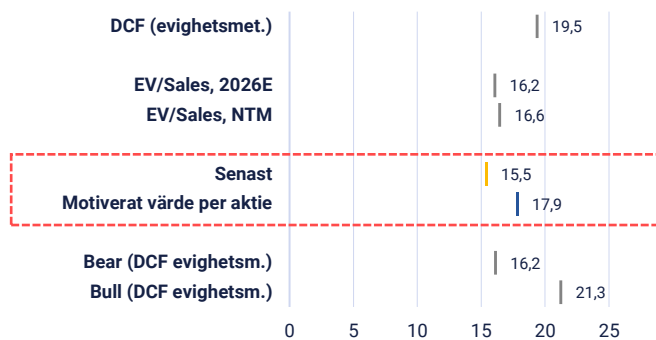 DCF (evighetsmet.) 19,5
EV/Sales, 2026E 16,2
EV/Sales, NTM 16,6
Senast 15,5
Motiverat värde per aktie 17,9
Bear (DCF evighetsm.) 16,2
Bull (DCF evighetsm.) 21,3
0 5 10 15 20 25